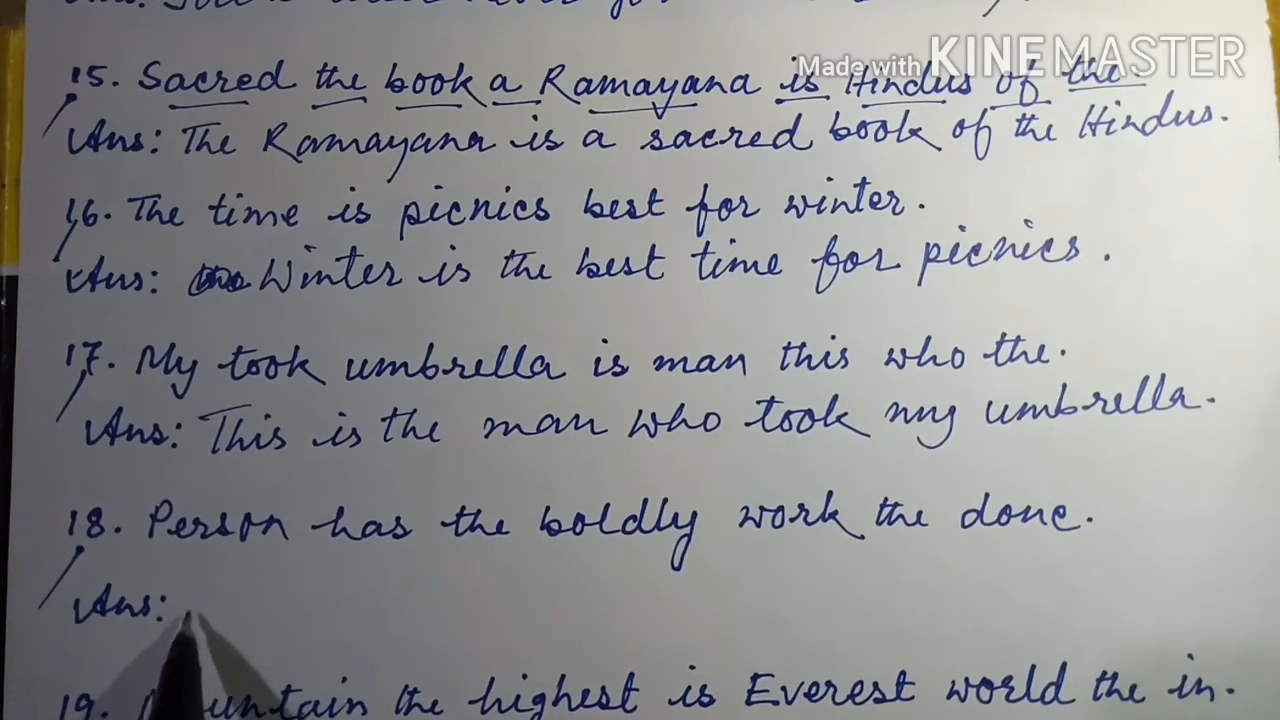 Made with KINEMASTER
15. Sacred the book a Ramayana is Hindus of the.
Ans: The Ramayana is a sacred book of the Hindus.
16. The time is picnics best for winter.
Ans: Winter is the best time for picnics.
17. My took umbrella is man this who the.
Ans: This is the man who took my umbrella.
18. Person has the boldly work the done.
Ans:
19. the highest is Everest world the in.